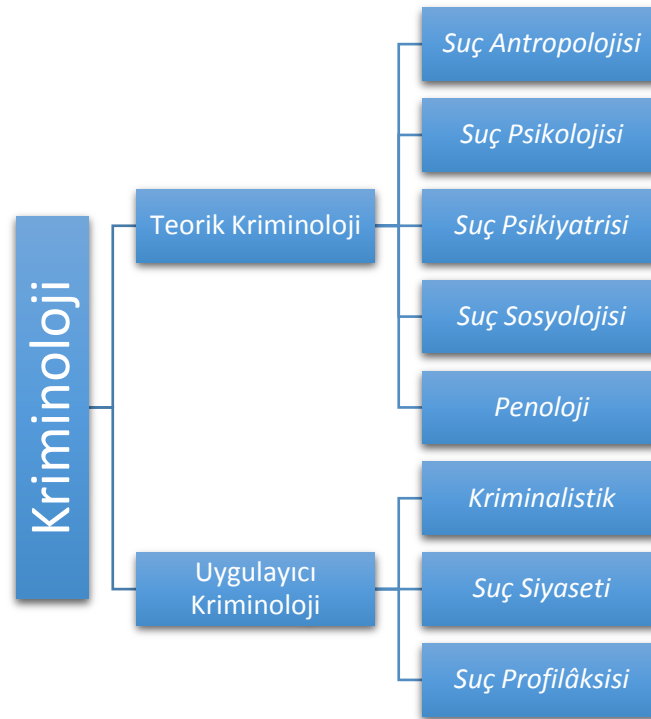 Kriminoloji
Teorik Kriminoloji
Suç Antropolojisi
Suç Psikolojisi
Suç Psikiyatrisi
Suç Sosyolojisi
Penoloji
Uygulayıcı
Kriminoloji
Kriminalistik
Suç Siyaseti
Suç Profilâksisi